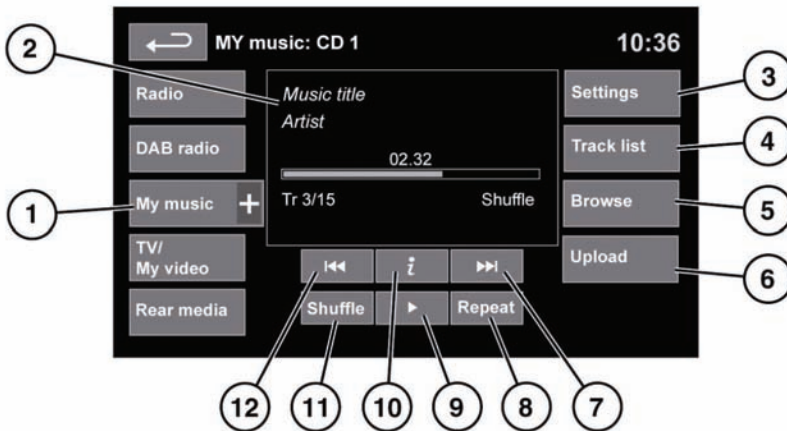 MY music: CD 1
10:36
Radio
DAB radio
My music +
TV/
My video
Rear media
Music title
Artist
02.32
Tr 3/15
Shuffle
Settings
Track list
Browse
Upload
i
Shuffle
Repeat
1
2
3
4
5
6
7
8
9
10
11
12